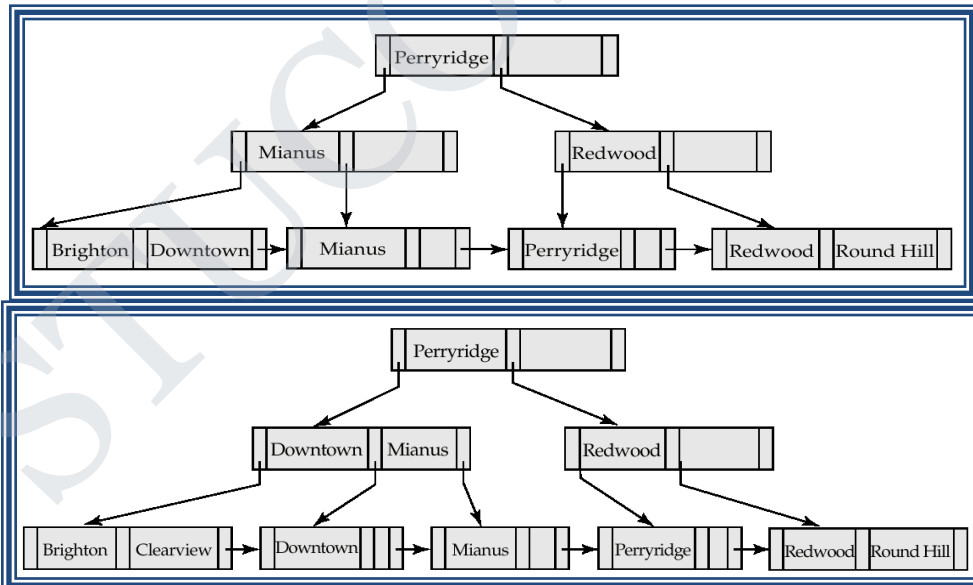 Perryridge
Mianus Redwood
Brighton Downtown Mianus Perryridge Redwood Round Hill
Perryridge
Downtown Mianus Redwood
Brighton Clearview Downtown Mianus Perryridge Redwood Round Hill